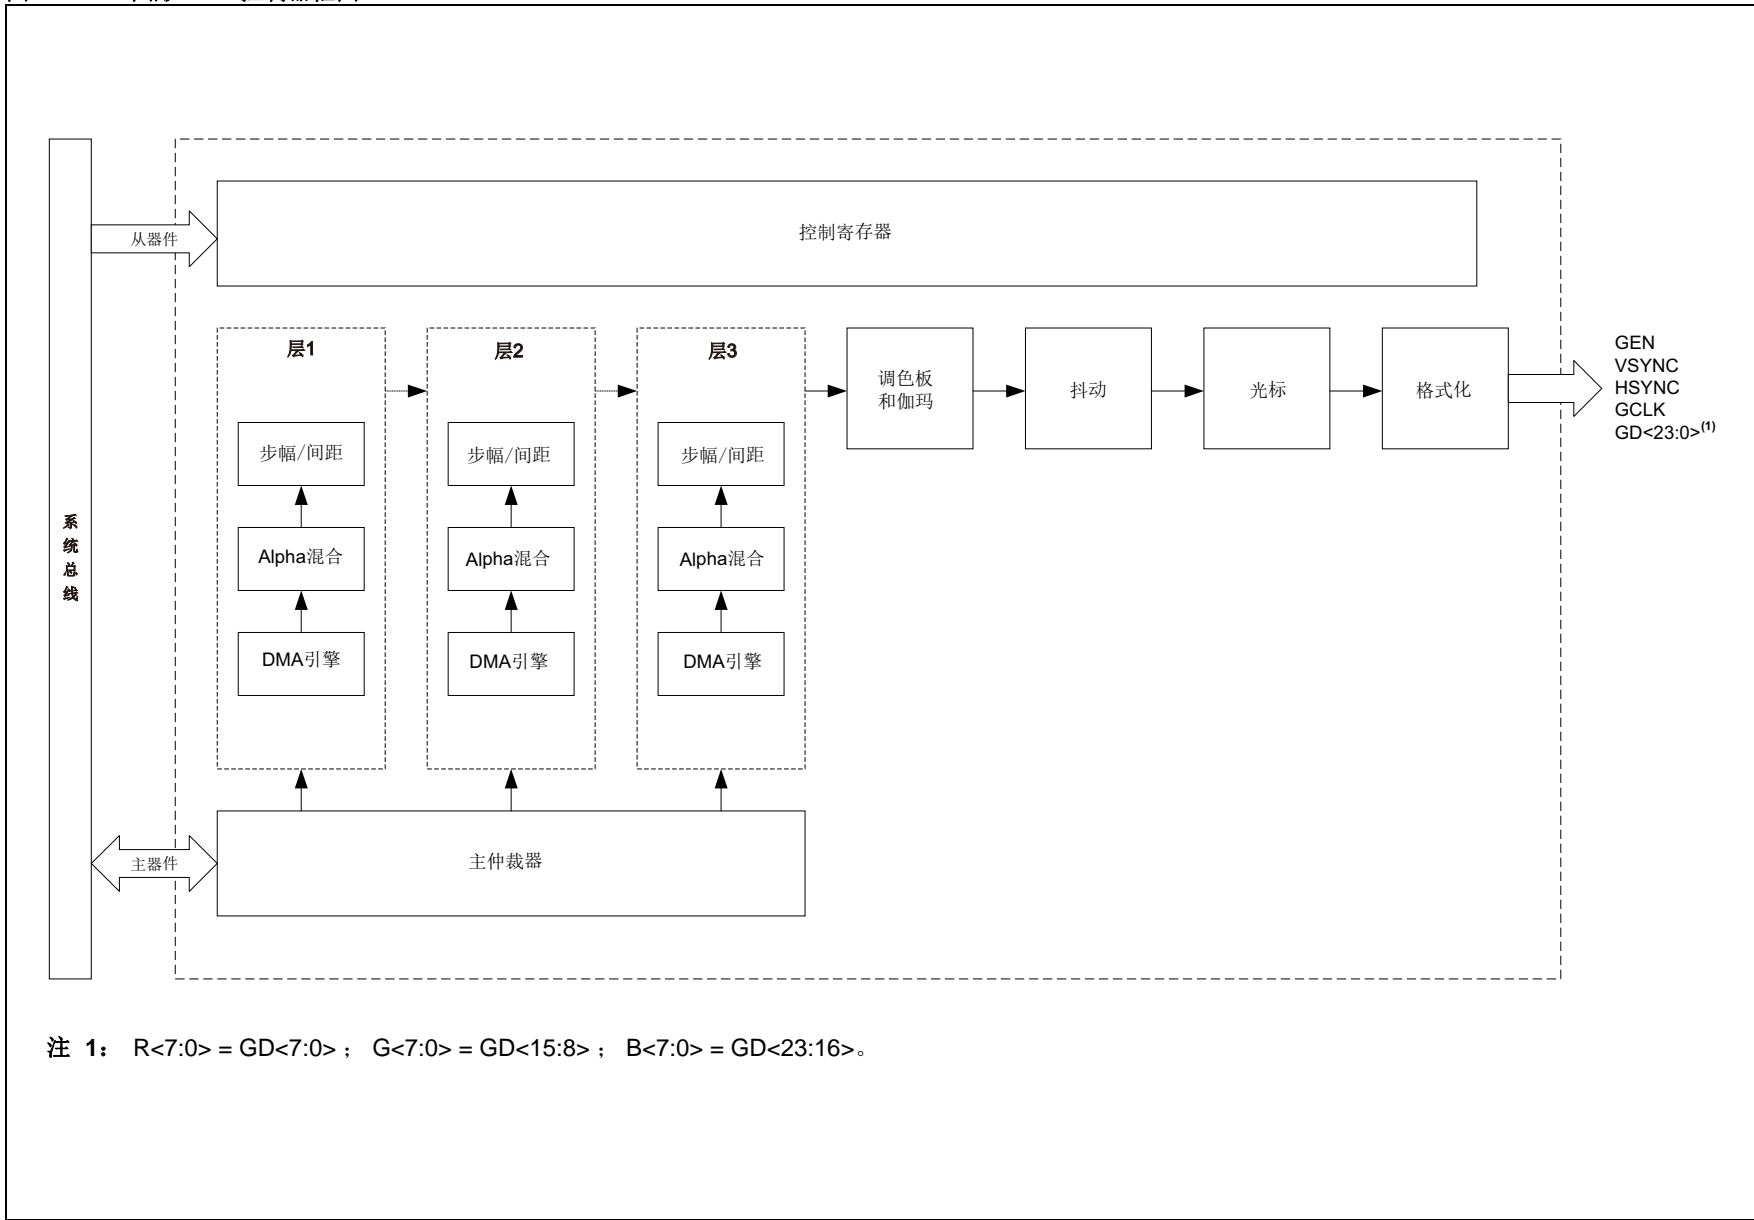 从器件
控制寄存器
层1
层2
层3
步幅/间距
步幅/间距
步幅/间距
Alpha混合
Alpha混合
Alpha混合
DMA引擎
DMA引擎
DMA引擎
调色板
和伽玛
抖动
光标
格式化
GEN
VSYNC
HSYNC
GCLK
GD<23:0>(1)
系
统
总
线
主器件
主仲裁器
注 1： R<7:0> = GD<7:0> ； G<7:0> = GD<15:8> ； B<7:0> = GD<23:16>。